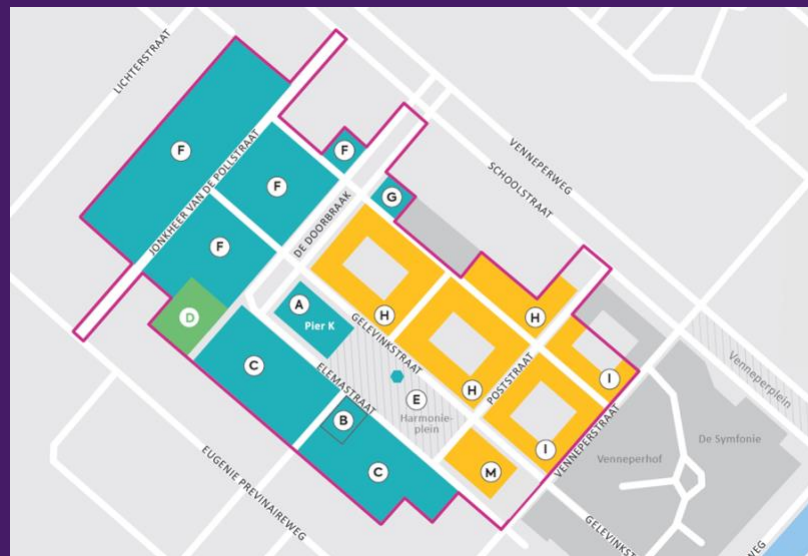 LICHTERSTRAAT
F
JONKHEER VAN DE POLLSTRAAT
F
F
VENNEPERWEG
SCHOOLSTRAAT
G
F
DE DOORBRAAK
D
A
Pier K
GELEVINKSTRAAT
H
H
H
POSTSTRAAT
I
I
VENNEPERSTRAAT
Venneperplein
C
ELEMASTRAAT
E
Harmonie-
plein
B
C
M
De Symfonie
Venneperhof
EUGENIE PREVINAIREWEG
GELEVINKST
WEG